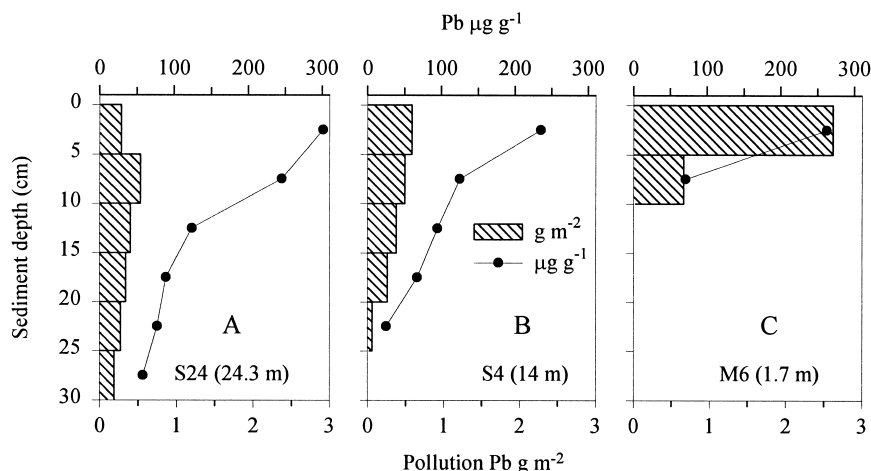 Pb μg g-1
0 100 200 300 0 100 200 300 0 100 200 300
Sediment depth (cm)
0
5
10
15
20
25
30
g m-2
μg g-1
A B C
S24 (24.3 m) S4 (14 m) M6 (1.7 m)
0 1 2 3 0 1 2 3 0 1 2 3
Pollution Pb g m-2